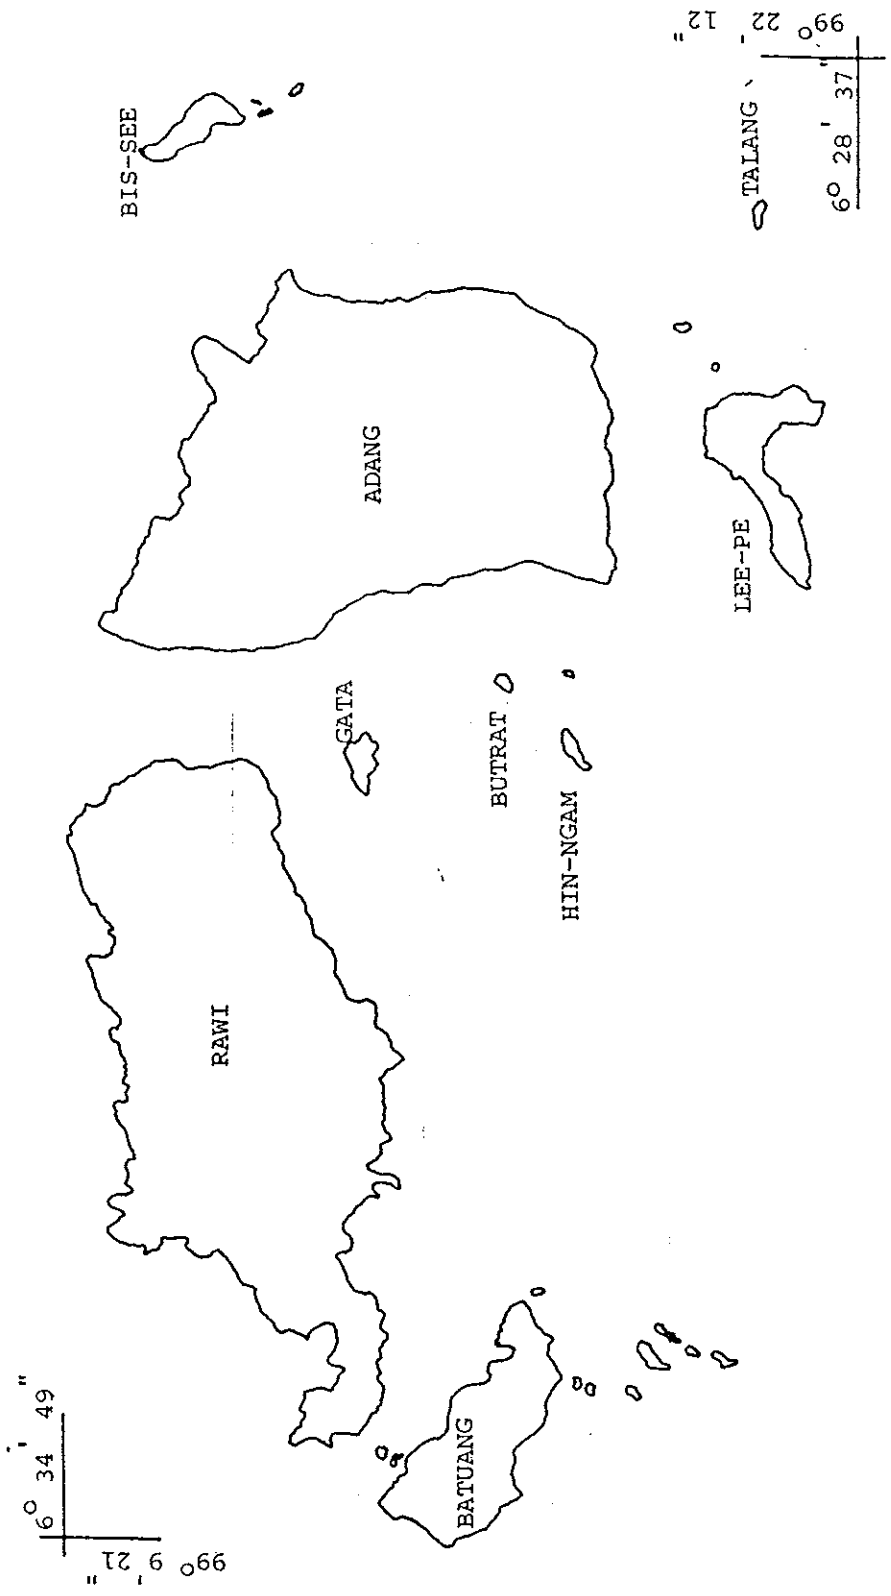 6° 34' 49"
99° 9' 21"
BIS-SEE
RAWI
GATA
ADANG
BATUANG
BUTRAT
HIN-NGAM
LEE-PE
TALANG
99° 22' 12"
6° 28' 37"